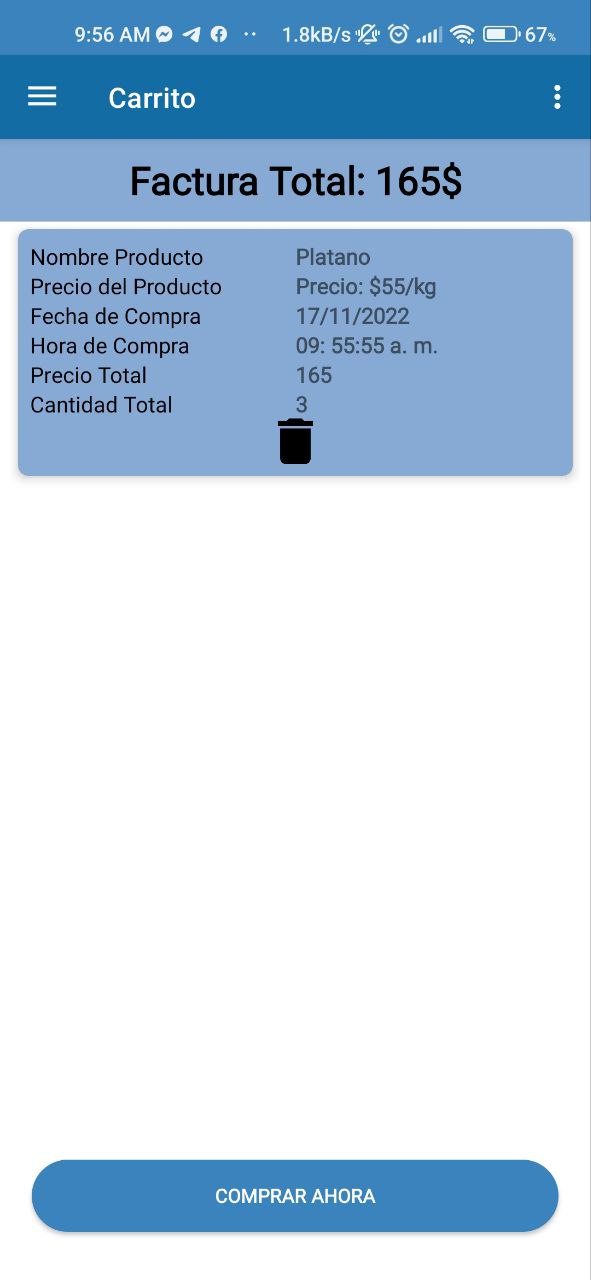 9:56 AM 1.8kB/s 67%
Carrito
Factura Total: 165$
Nombre Producto Platano
Precio del Producto Precio: $55/kg
Fecha de Compra 17/11/2022
Hora de Compra 09: 55:55 a. m.
Precio Total 165
Cantidad Total 3
COMPRAR AHORA